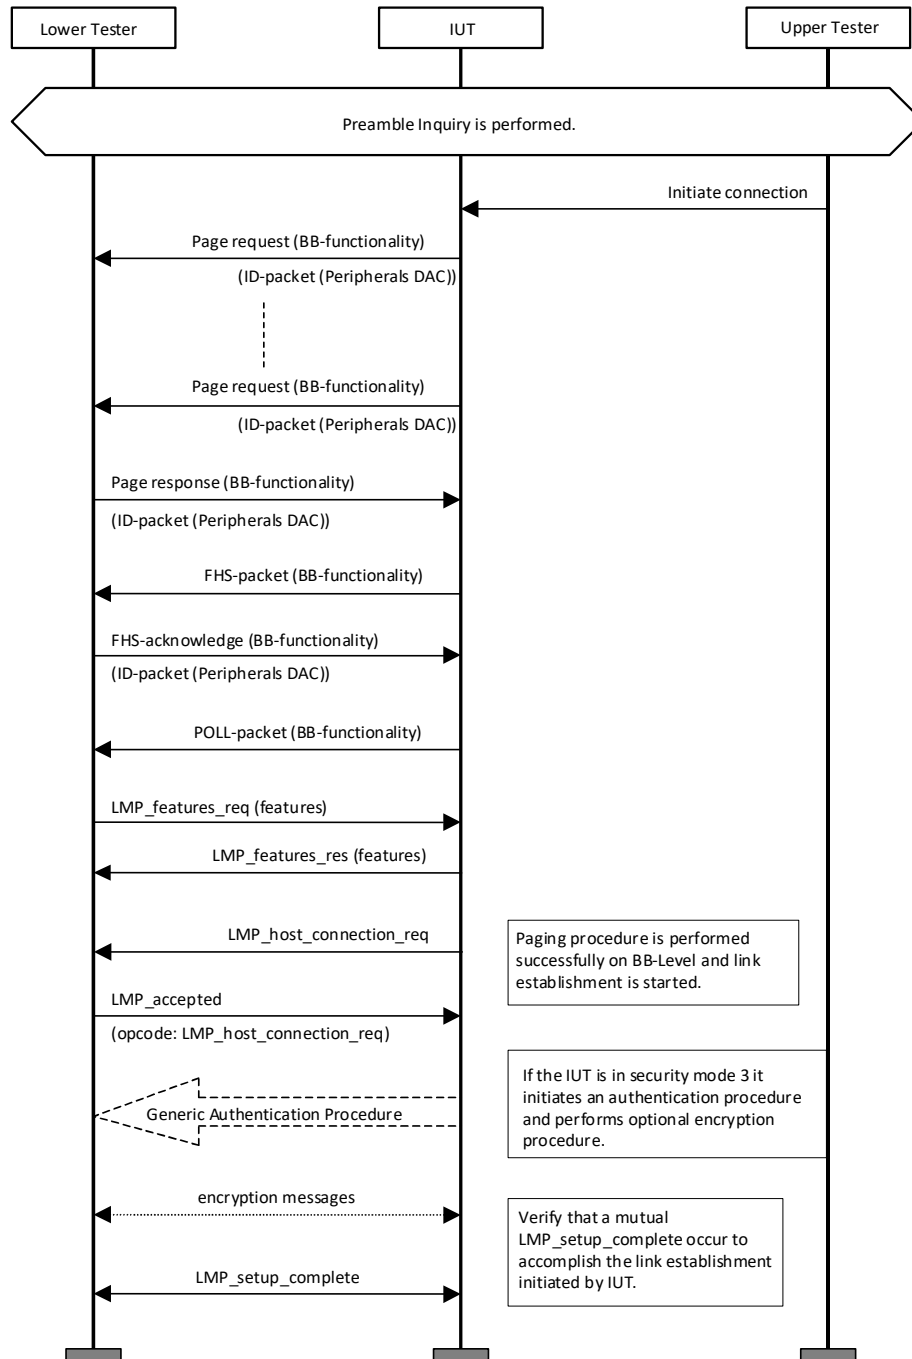 Lower Tester
IUT
Upper Tester
Preamble Inquiry is performed.
Initiate connection
Page request (BB-functionality)
(ID-packet (Peripherals DAC))
Page request (BB-functionality)
(ID-packet (Peripherals DAC))
Page response (BB-functionality)
(ID-packet (Peripherals DAC))
FHS-packet (BB-functionality)
FHS-acknowledge (BB-functionality)
(ID-packet (Peripherals DAC))
POLL-packet (BB-functionality)
LMP_features_req (features)
LMP_features_res (features)
LMP_host_connection_req
Paging procedure is performed
successfully on BB-Level and link
establishment is started.
LMP_accepted
(opcode: LMP_host_connection_req)
If the IUT is in security mode 3 it
initiates an authentication procedure
and performs optional encryption
procedure.
Generic Authentication Procedure
encryption messages
Verify that a mutual
LMP_setup_complete occur to
accomplish the link establishment
initiated by IUT.
LMP_setup_complete